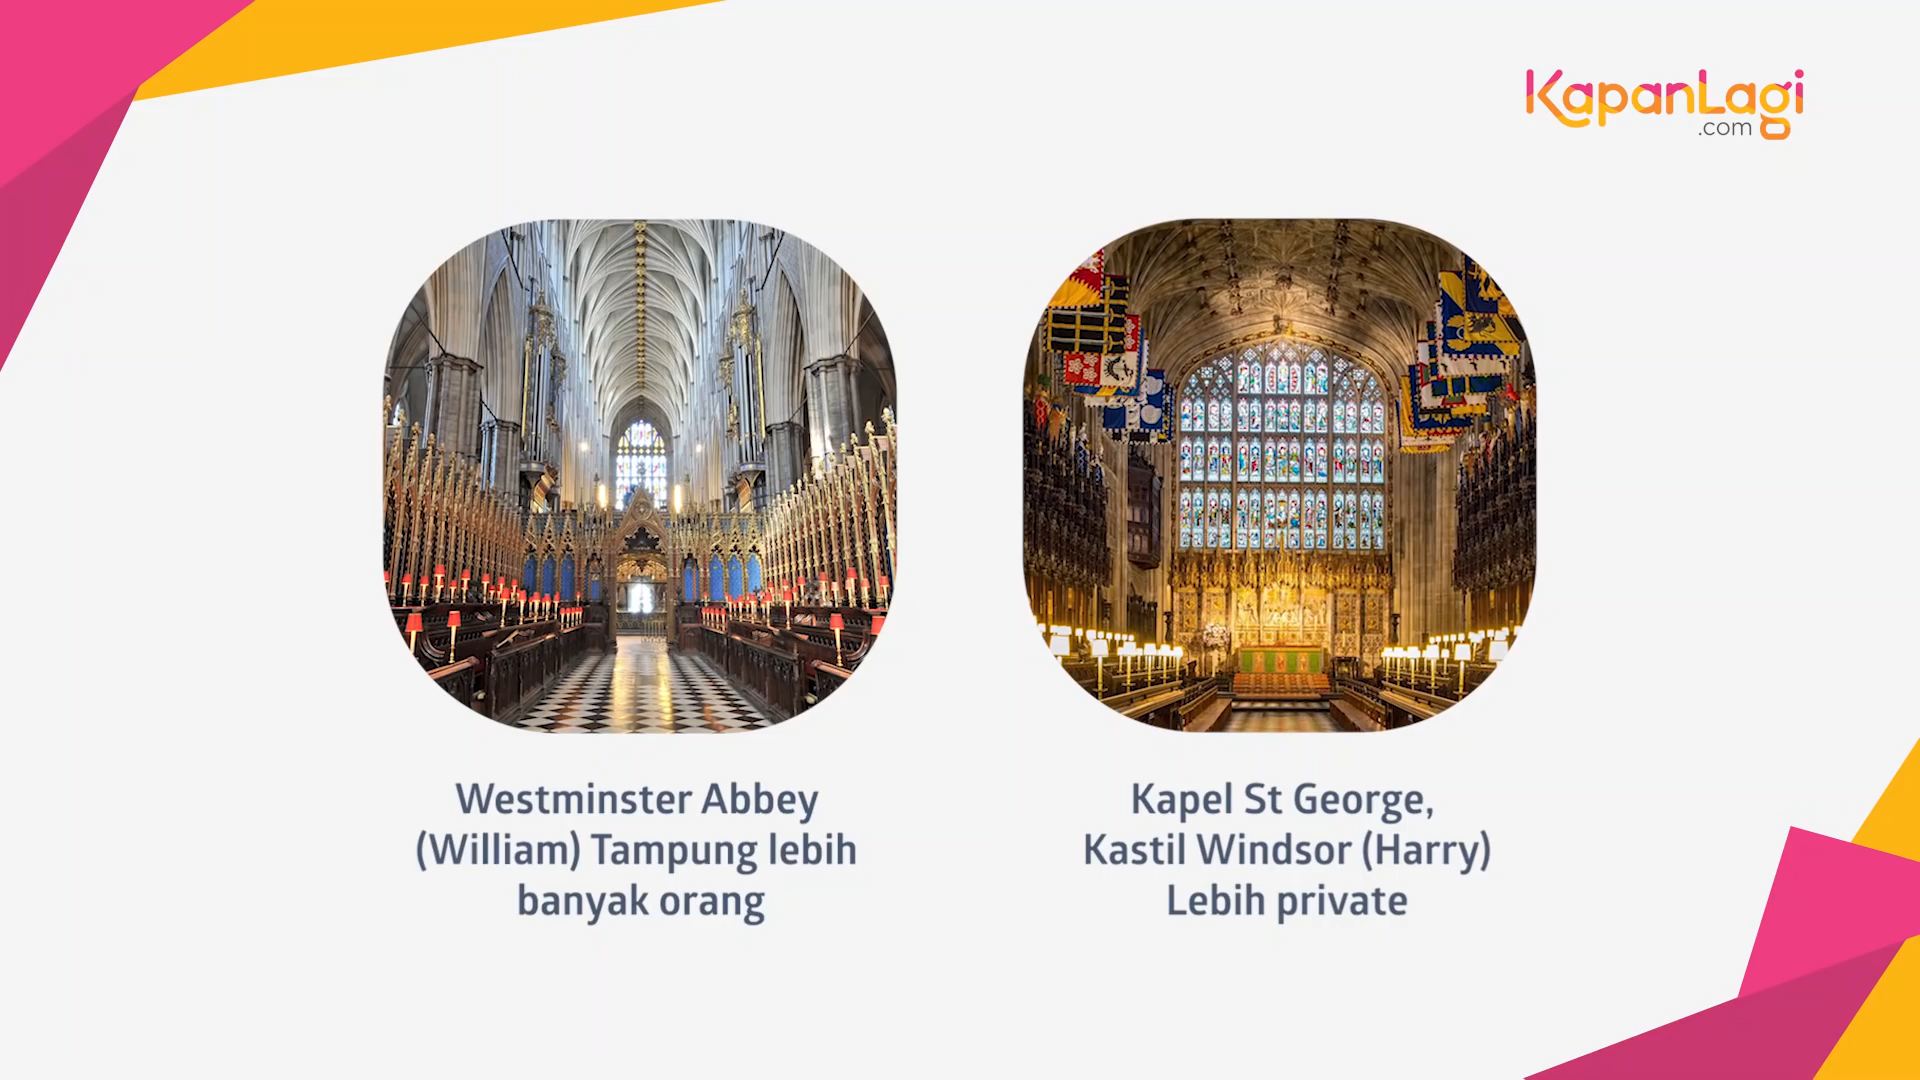 KapanLagi
.com
Westminster Abbey
(William) Tampung lebih
banyak orang
Kapel St George,
Kastil Windsor (Harry)
Lebih private